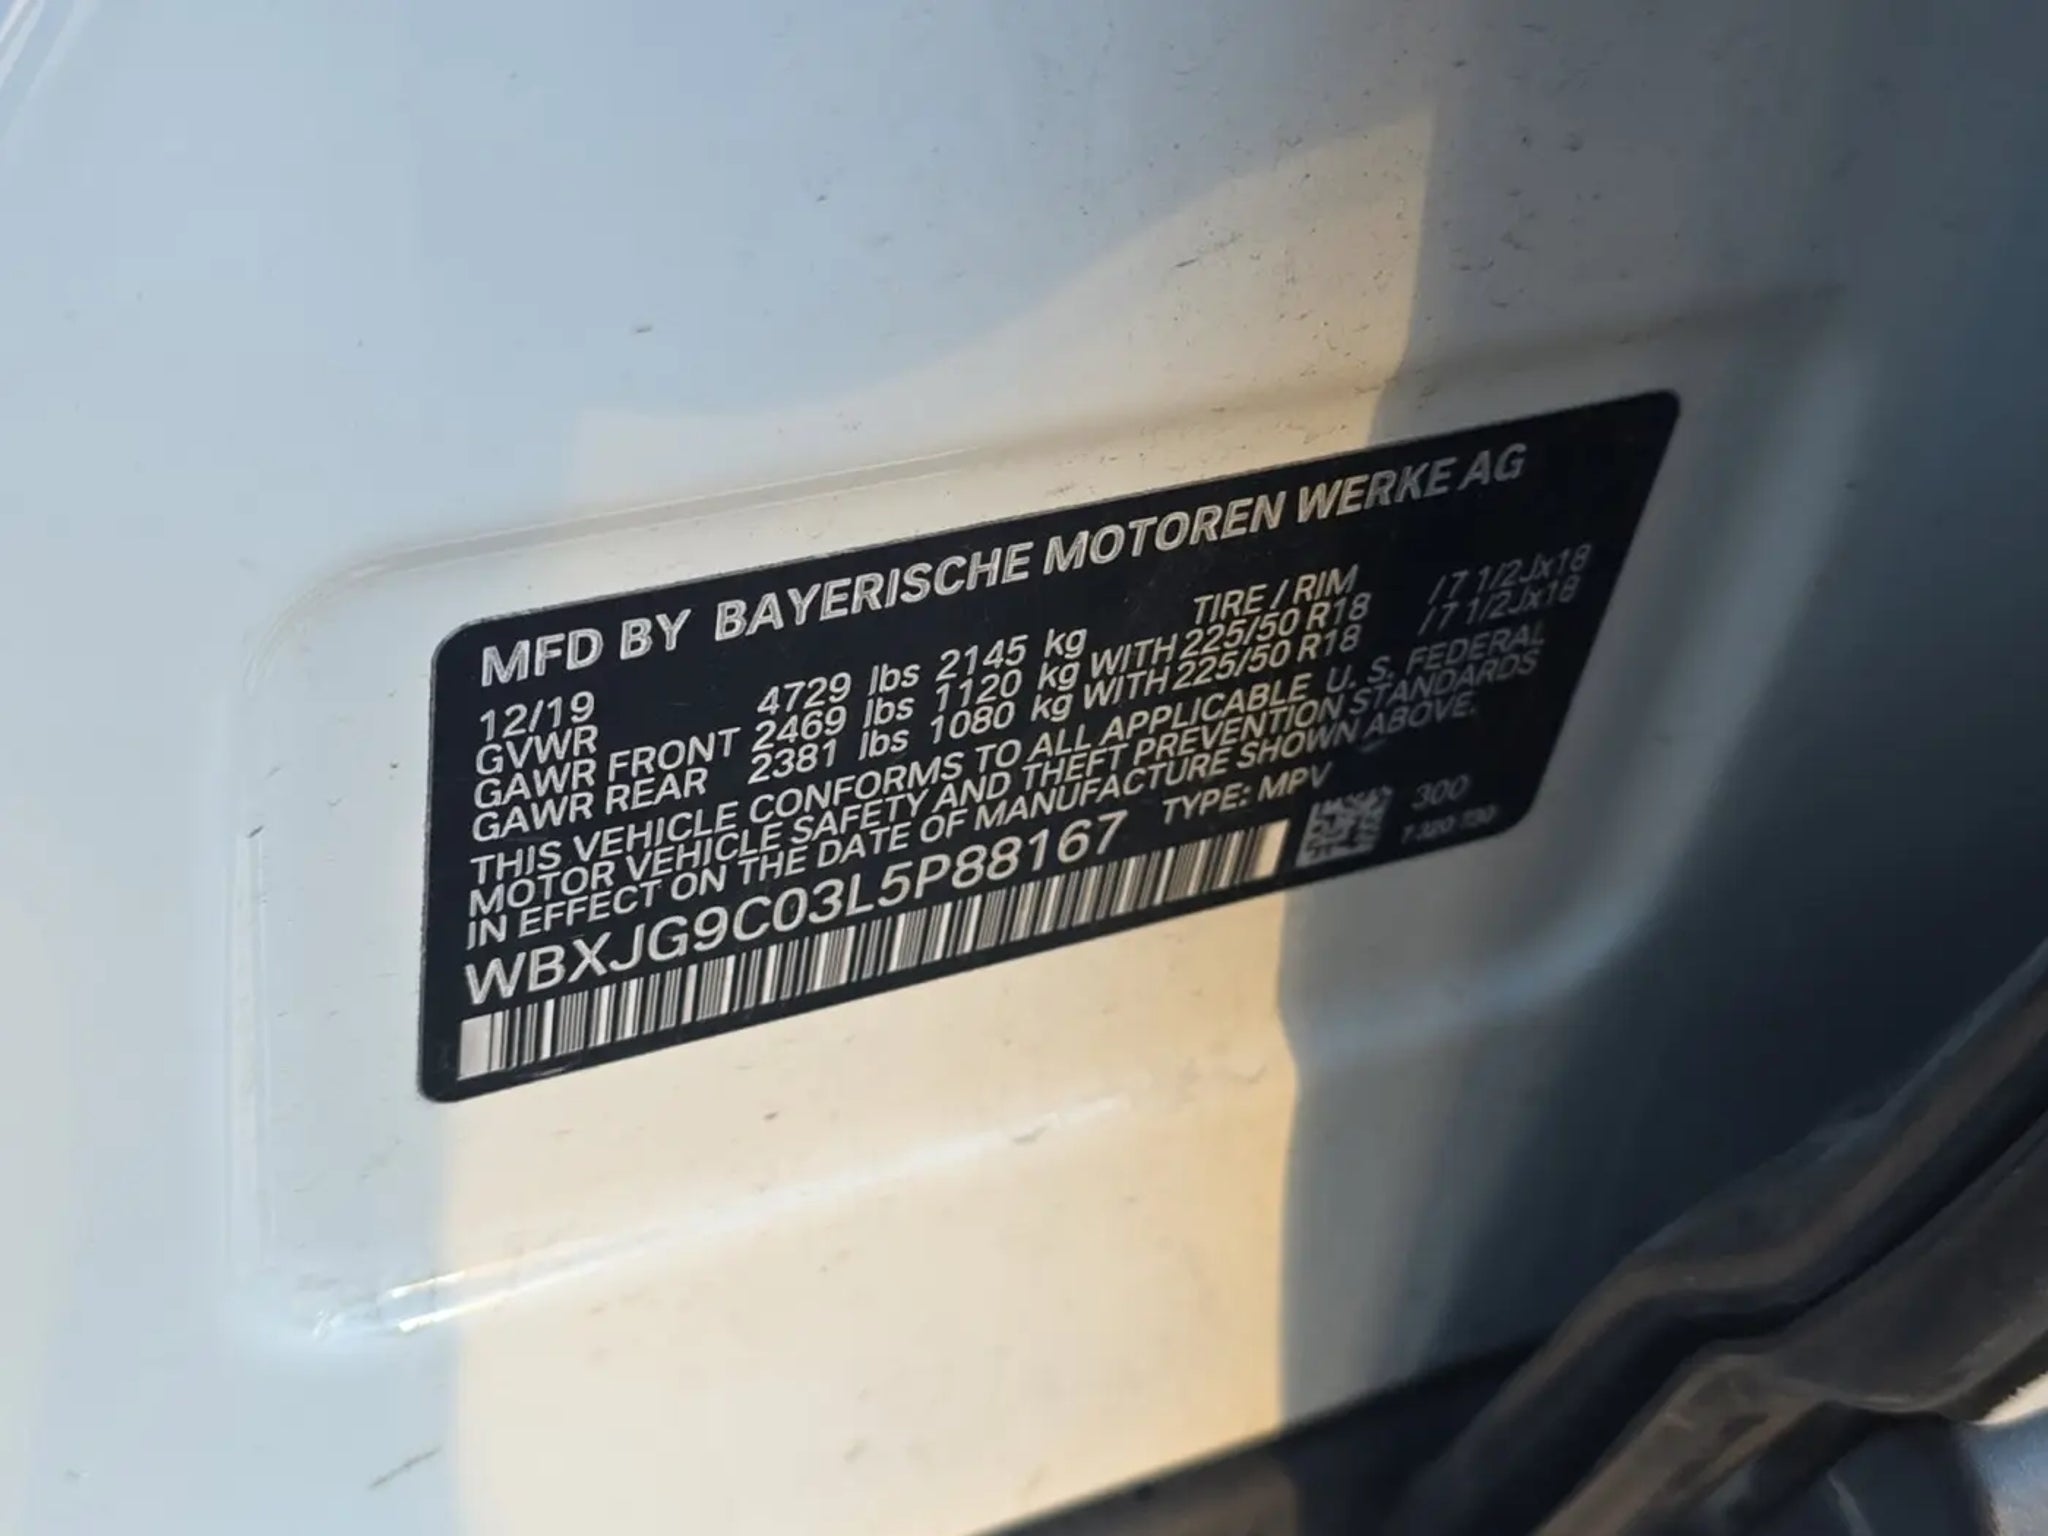 MFD BY BAYERISCHE MOTOREN WERKE AG
12/19 TIRE / RIM
GVWR 4729 lbs 2145 kg
GAWR FRONT 2469 lbs 1120 kg WITH 225/50 R18 / 7 1/2Jx18
GAWR REAR 2381 lbs 1080 kg WITH 225/50 R18 / 7 1/2Jx18
THIS VEHICLE CONFORMS TO ALL APPLICABLE U. S. FEDERAL
MOTOR VEHICLE SAFETY AND THEFT PREVENTION STANDARDS
IN EFFECT ON THE DATE OF MANUFACTURE SHOWN ABOVE.
WBXJG9C03L5P88167 TYPE: MPV
300